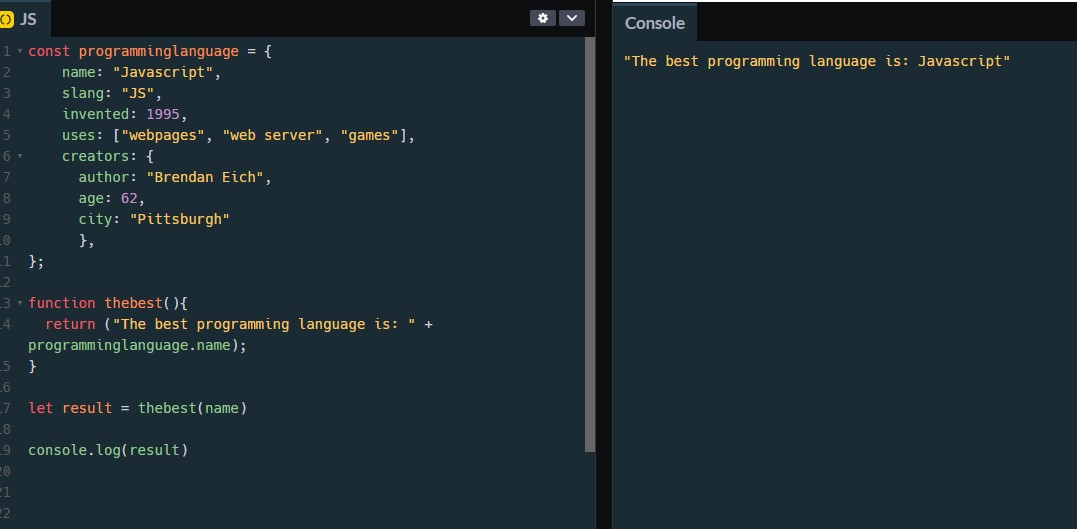 JS
Console
1 const programminglanguage = {
2 name: "Javascript",
3 slang: "JS",
4 invented: 1995,
5 uses: ["webpages", "web server", "games"],
6 creators: {
7 author: "Brendan Eich",
8 age: 62,
9 city: "Pittsburgh"
10 },
11 };
12
13 function thebest(){
14 return ("The best programming language is: " +
programminglanguage.name);
15 }
16
17 let result = thebest(name)
18
19 console.log(result)
20
21
22
"The best programming language is: Javascript"